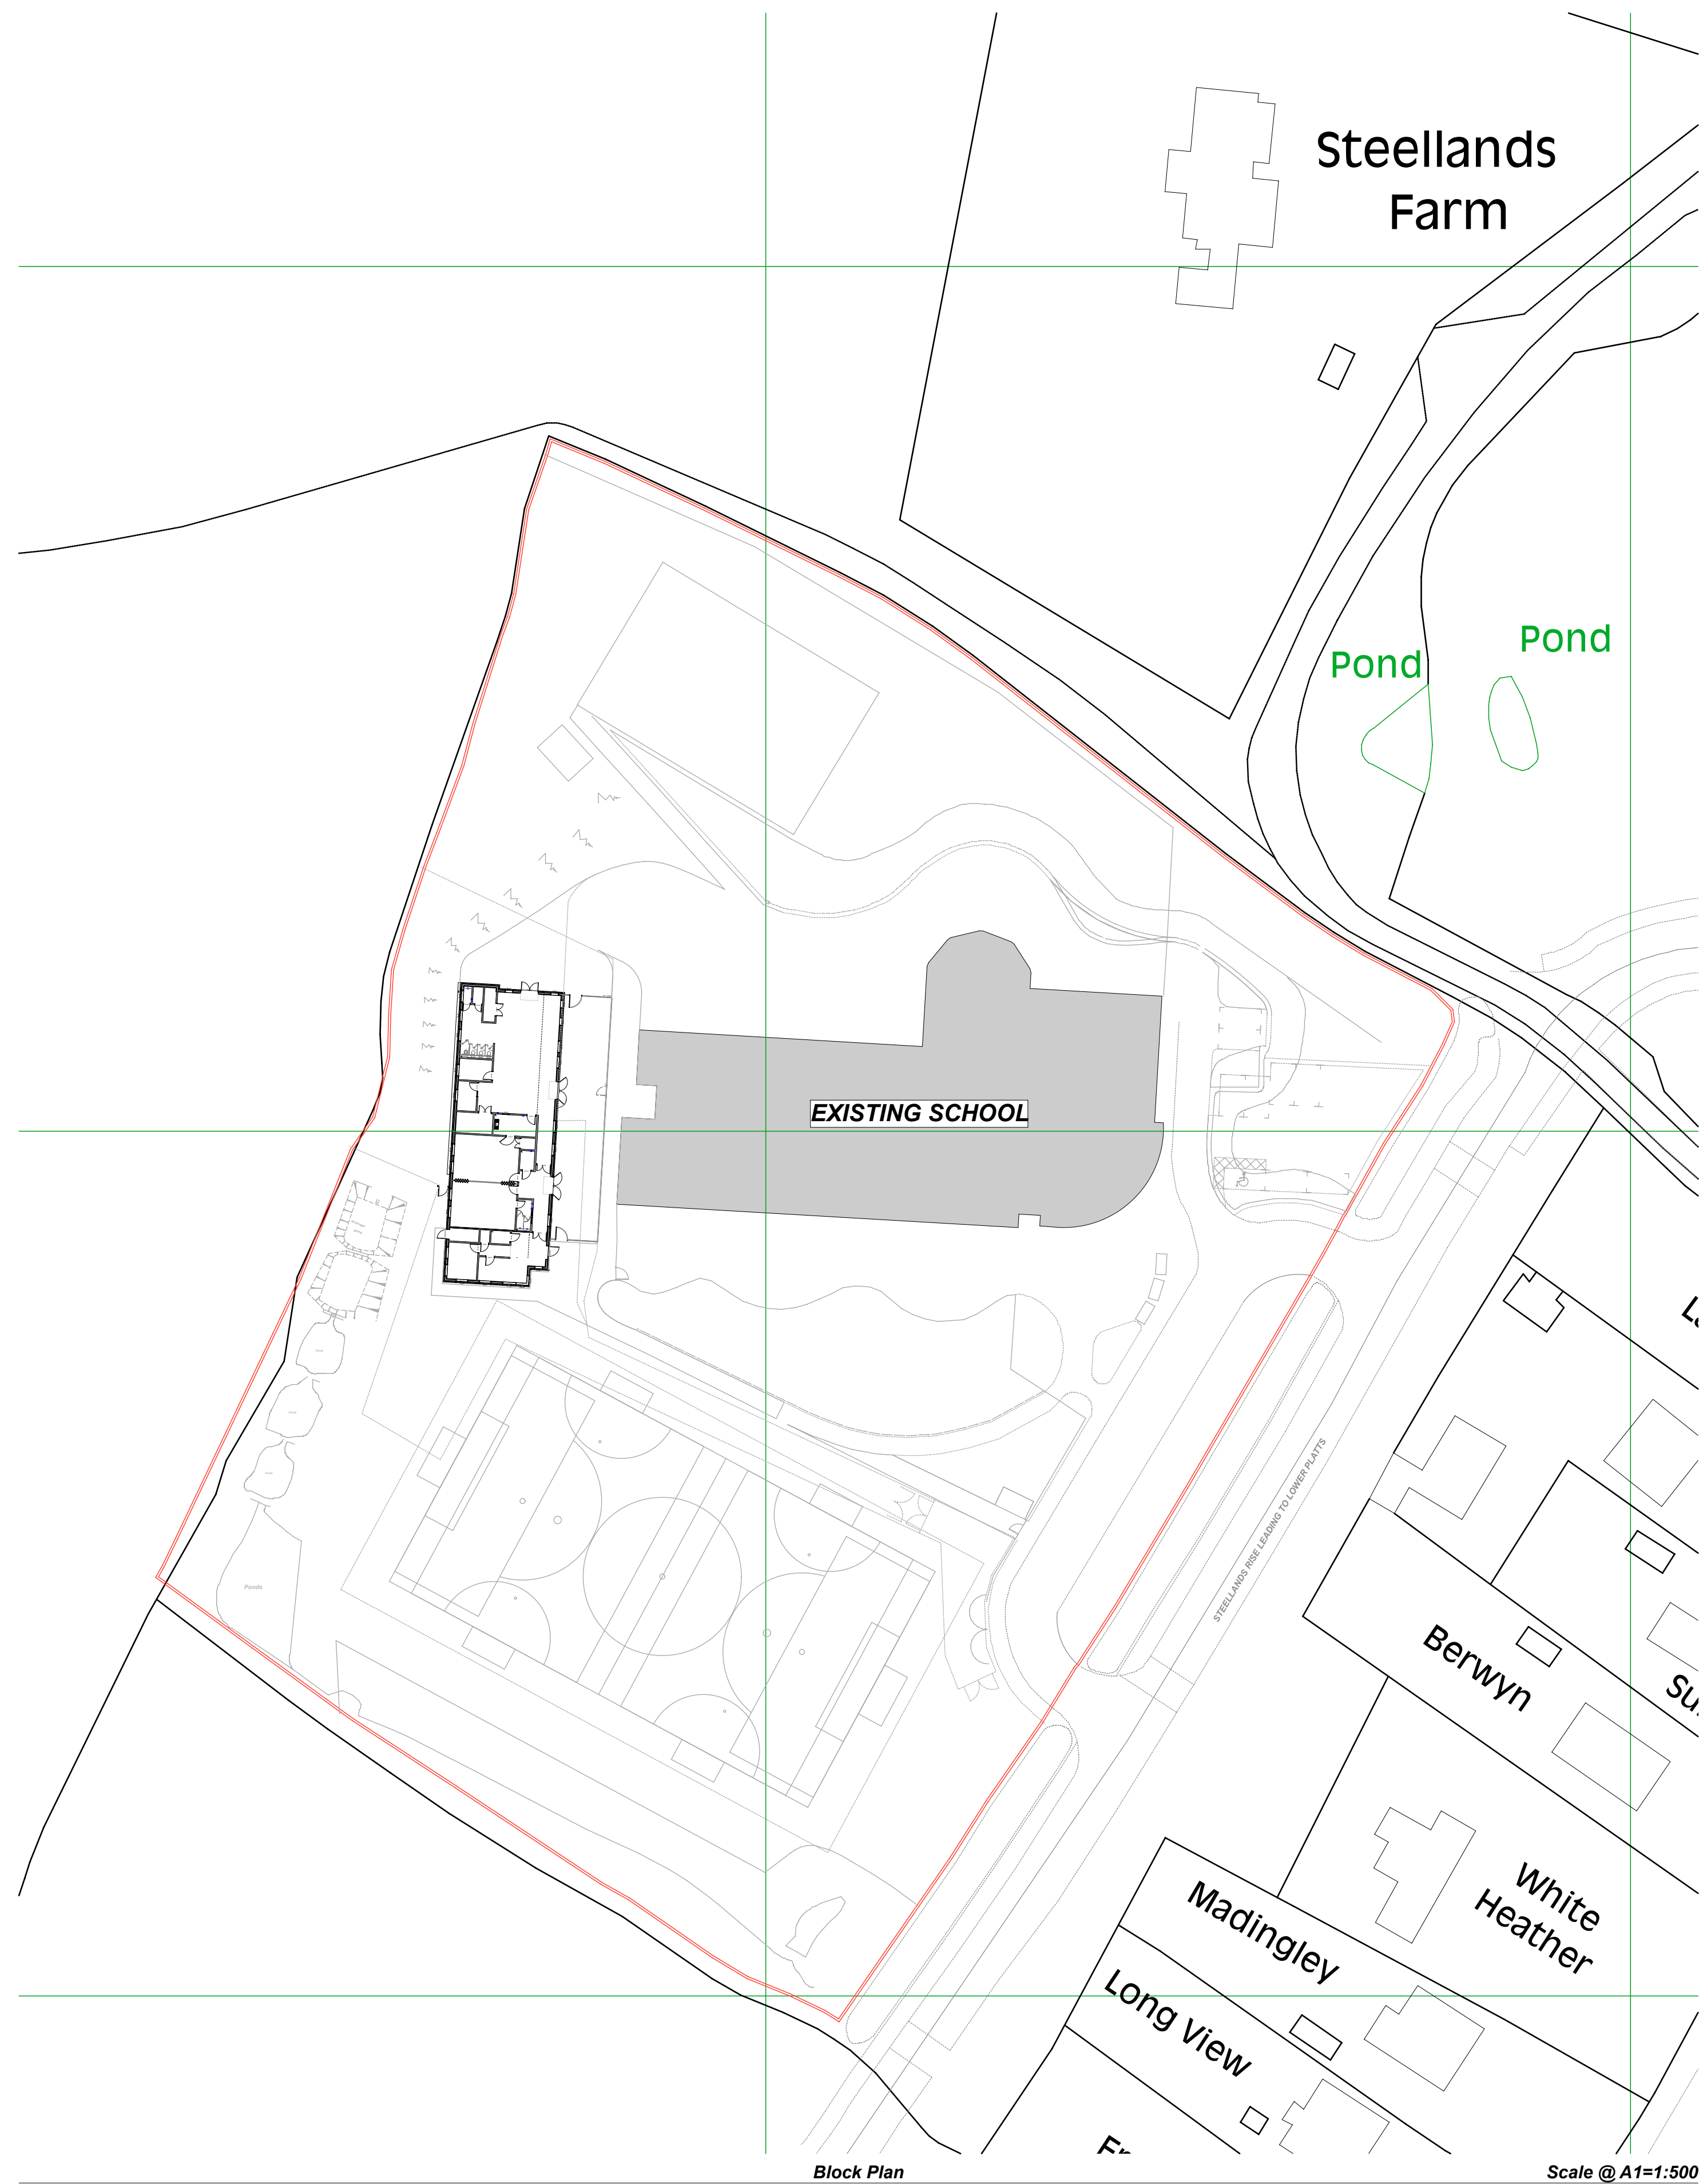 Steellands
Farm
Pond
Pond
EXISTING SCHOOL
STEELLANDS RISE LEADING TO LOWER PLATTS
Ponds
Berwyn
White
Heather
Madingley
Long View
Block Plan
Scale @ A1=1:500